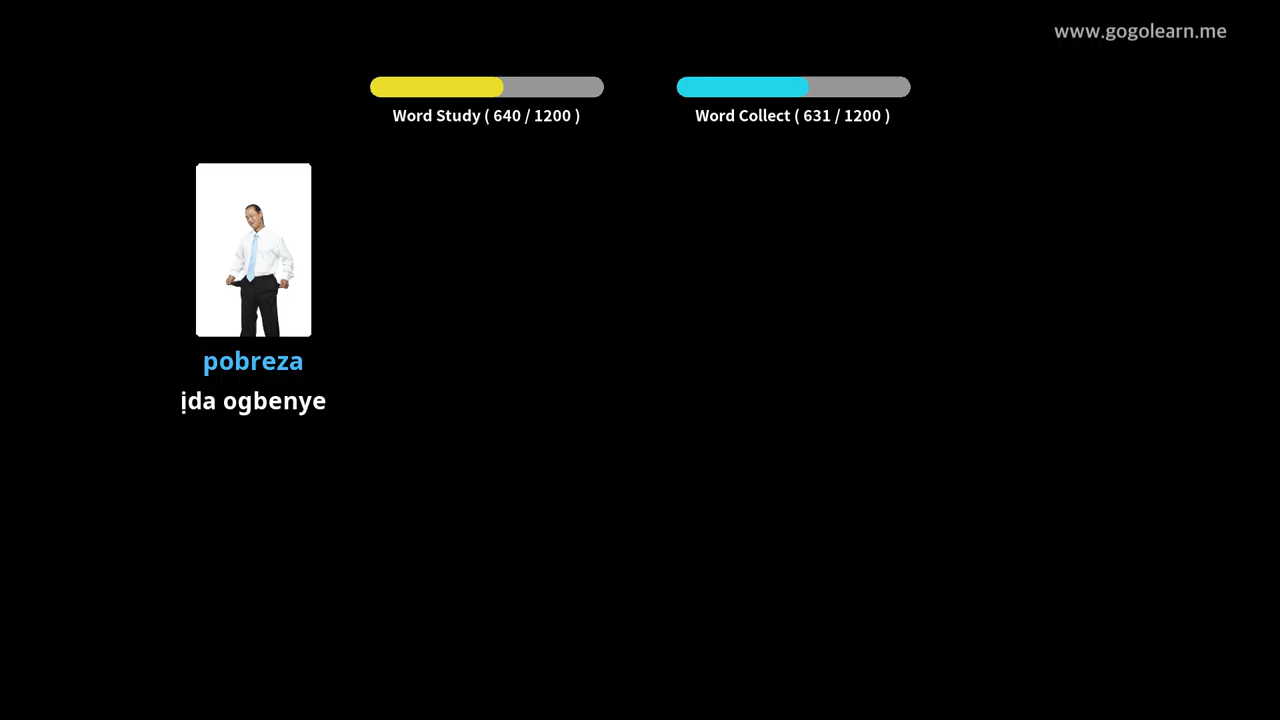 www.gogolearn.me
Word Study ( 640 / 1200 )
Word Collect ( 631 / 1200 )
pobreza
ịda ogbenye